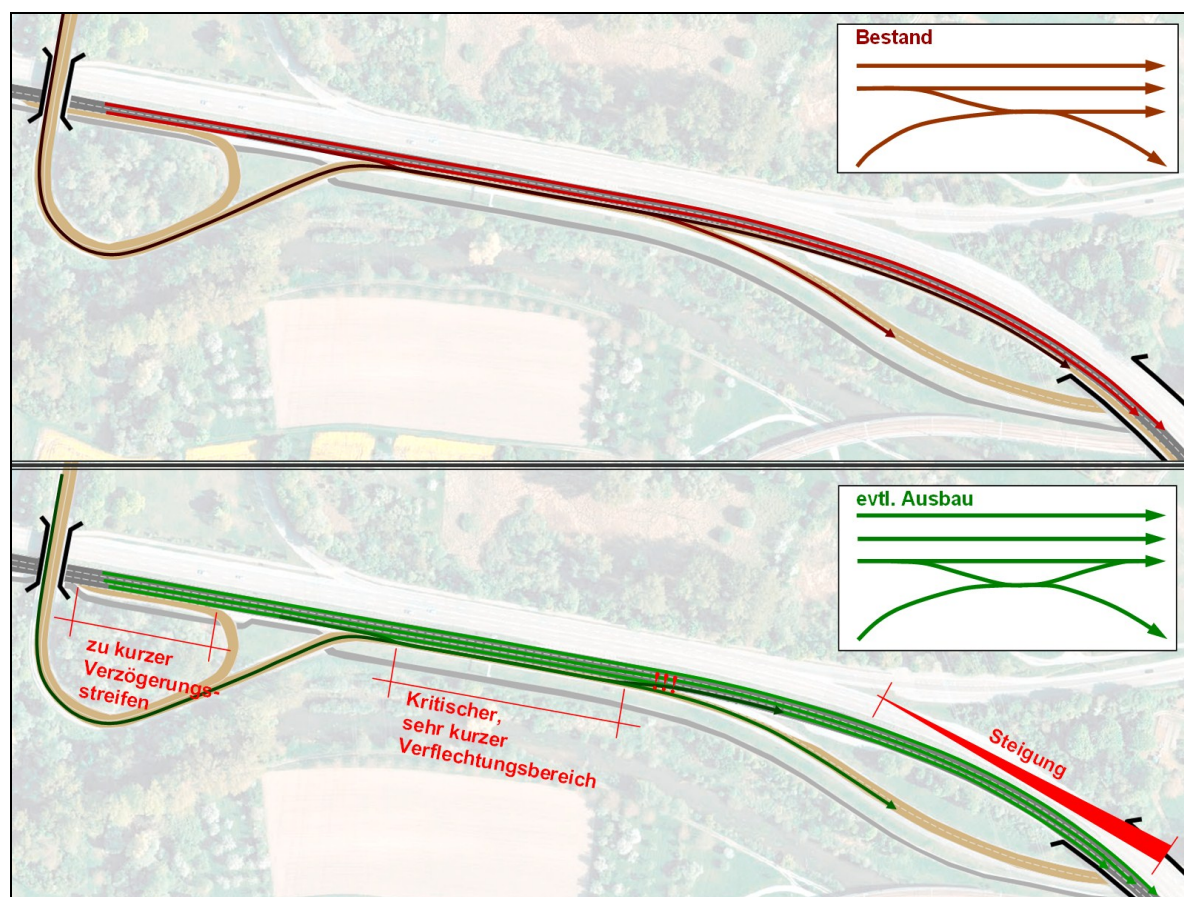 Bestand
evtl. Ausbau
zu kurzer
Verzögerungs-
streifen
Kritischer,
sehr kurzer
Verflechtungsbereich
!!!
Steigung